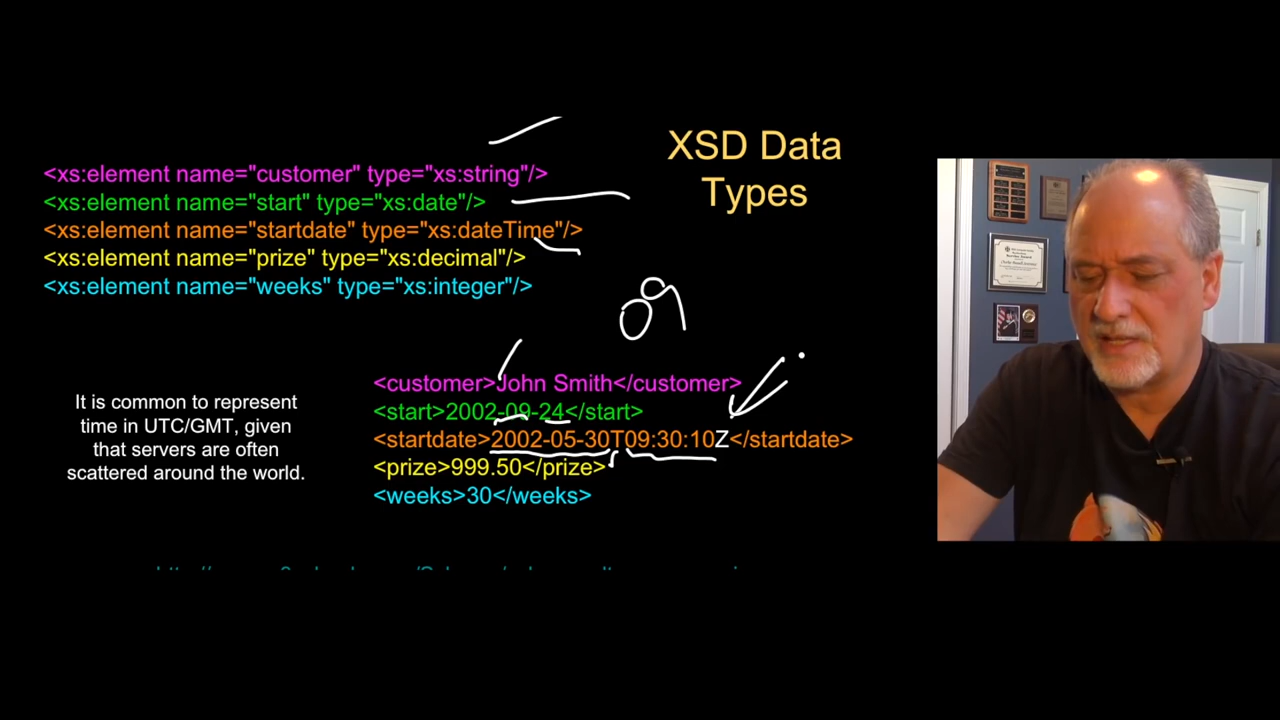 XSD Data
Types
<xs:element name="customer" type="xs:string"/>
<xs:element name="start" type="xs:date"/>
<xs:element name="startdate" type="xs:dateTime"/>
<xs:element name="prize" type="xs:decimal"/>
<xs:element name="weeks" type="xs:integer"/>
09
It is common to represent
time in UTC/GMT, given
that servers are often
scattered around the world.
<customer>John Smith</customer>
<start>2002-09-24</start>
<startdate>2002-05-30T09:30:10Z</startdate>
<prize>999.50</prize>
<weeks>30</weeks>